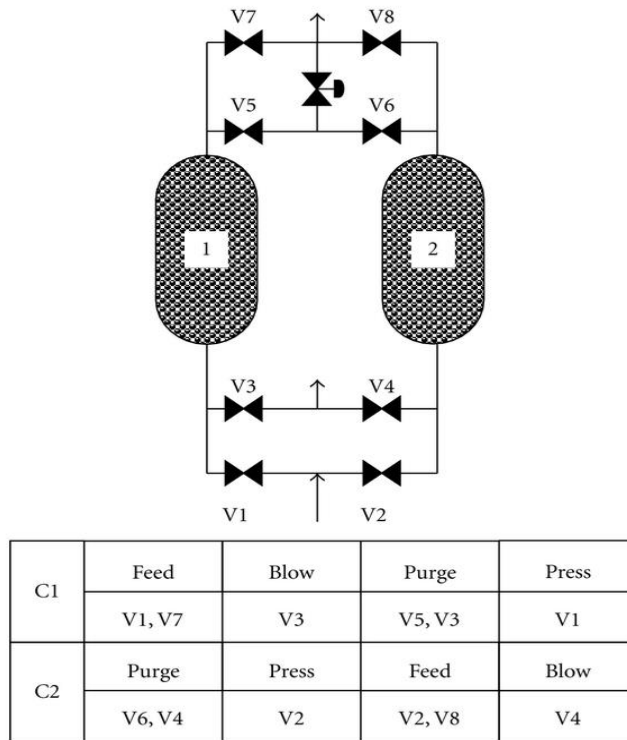 V7 V8
V5 V6
1 2
V3 V4
V1 V2
C1 Feed Blow Purge Press
V1, V7 V3 V5, V3 V1
C2 Purge Press Feed Blow
V6, V4 V2 V2, V8 V4